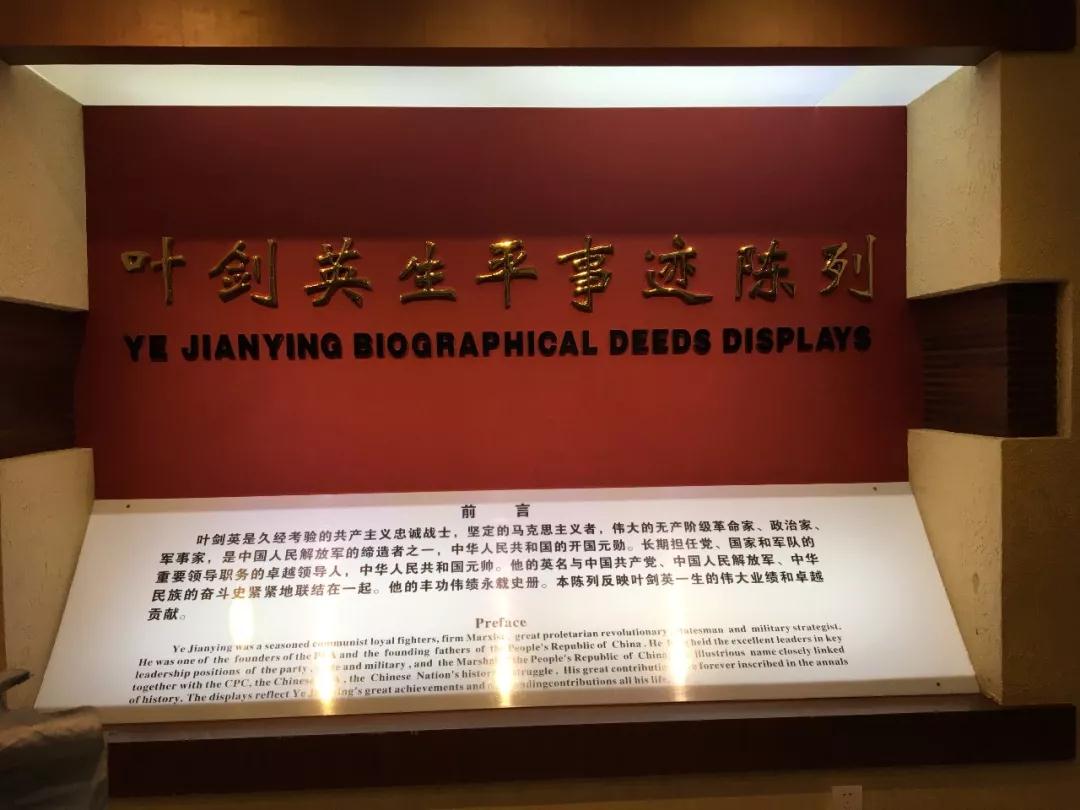 叶剑英生平事迹陈列
YE JIANYING BIOGRAPHICAL DEEDS DISPLAYS
前 言
叶剑英是久经考验的共产主义忠诚战士，坚定的马克思主义者，伟大的无产阶级革命家、政治家、
军事家，是中国人民解放军的缔造者之一，中华人民共和国的开国元勋。长期担任党、国家和军队的
重要领导职务的卓越领导人，中华人民共和国元帅。他的英名与中国共产党、中国人民解放军、中华
民族的奋斗史紧紧地联结在一起。他的丰功伟绩永载史册。本陈列反映叶剑英一生的伟大业绩和卓越
贡献。
Preface
Ye Jianying was a seasoned communist loyal fighters, firm Marxist, great proletarian revolutionary, statesman and military strategist.
He was one of the founders of the and the founding fathers of the People's Republic of China. He held the excellent leaders in key
leadership positions of the party, and military, and the Marshal the People's Republic of China. illustrious name closely linked
together with the CPC, the Chinese , the Chinese Nation's history struggle. His great forever inscribed in the annals
of history. The displays reflect Ye great achievements and contributions all his life.